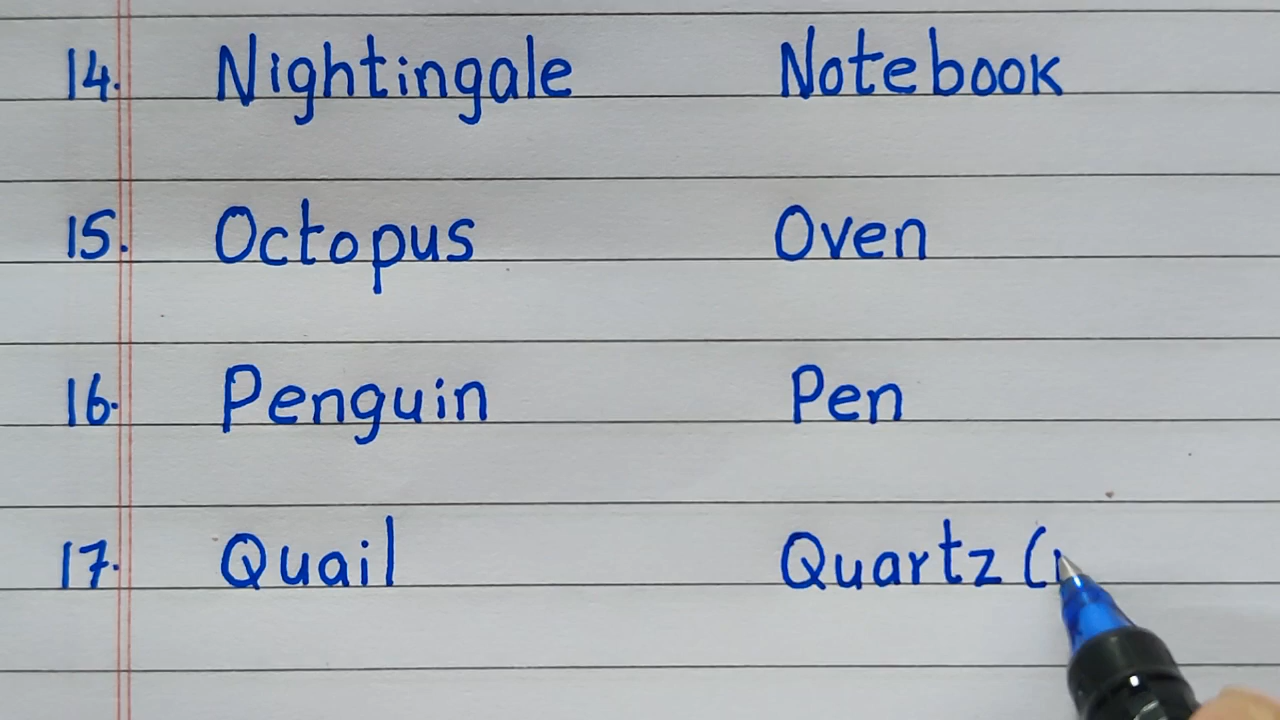 14. Nightingale Notebook
15. Octopus Oven
16. Penguin Pen
17. Quail Quartz (